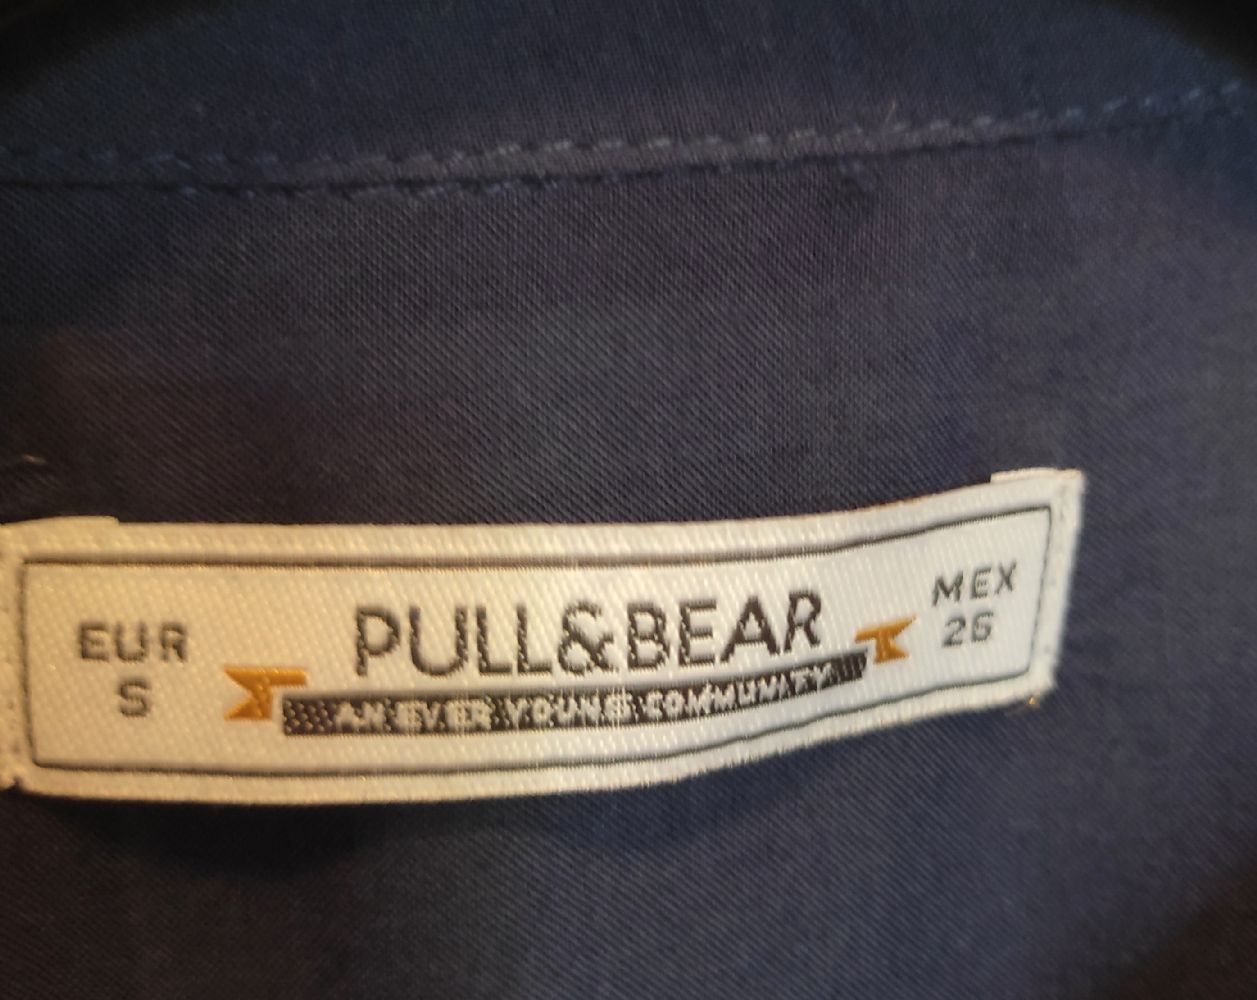 EUR
S
PULL&BEAR
AN EVER YOUNG COMMUNITY
MEX
26